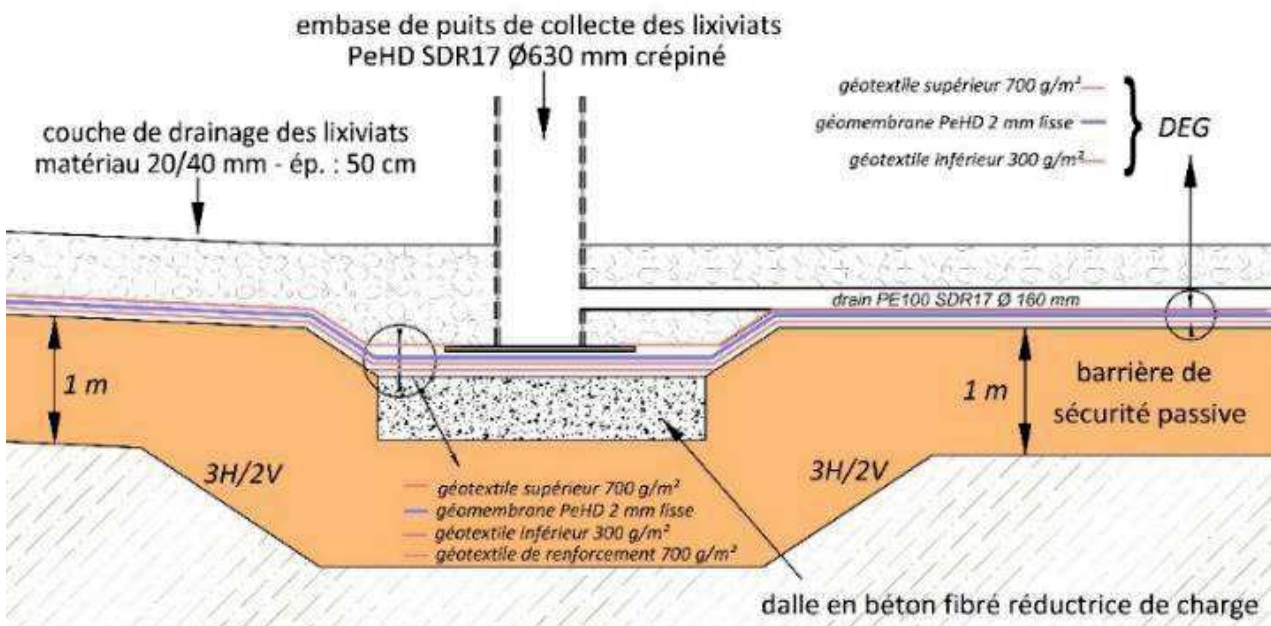 embase de puits de collecte des lixiviats
PeHD SDR17 Ø630 mm crépiné
géotextile supérieur 700 g/m²
géomembrane PeHD 2 mm lisse
géotextile inférieur 300 g/m²
DEG
couche de drainage des lixiviats
matériau 20/40 mm - ép. : 50 cm
drain PE100 SDR17 Ø 160 mm
1 m
1 m
barrière de
sécurité passive
3H/2V
3H/2V
géotextile supérieur 700 g/m²
géomembrane PeHD 2 mm lisse
géotextile inférieur 300 g/m²
géotextile de renforcement 700 g/m²
dalle en béton fibré réductrice de charge